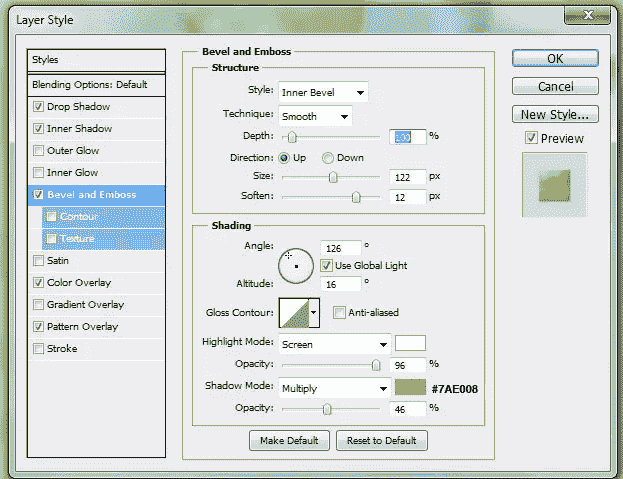 Layer Style
Styles
Blending Options: Default
Drop Shadow
Inner Shadow
Outer Glow
Inner Glow
Bevel and Emboss
Contour
Texture
Satin
Color Overlay
Gradient Overlay
Pattern Overlay
Stroke
Bevel and Emboss
Structure
Style: Inner Bevel
Technique: Smooth
Depth: 100 %
Direction: Up Down
Size: 122 px
Soften: 12 px
Shading
Angle: 126 °
Use Global Light
Altitude: 16 °
Gloss Contour: Anti-aliased
Highlight Mode: Screen
Opacity: 96 %
Shadow Mode: Multiply #7AE008
Opacity: 46 %
Make Default Reset to Default
OK
Cancel
New Style...
Preview